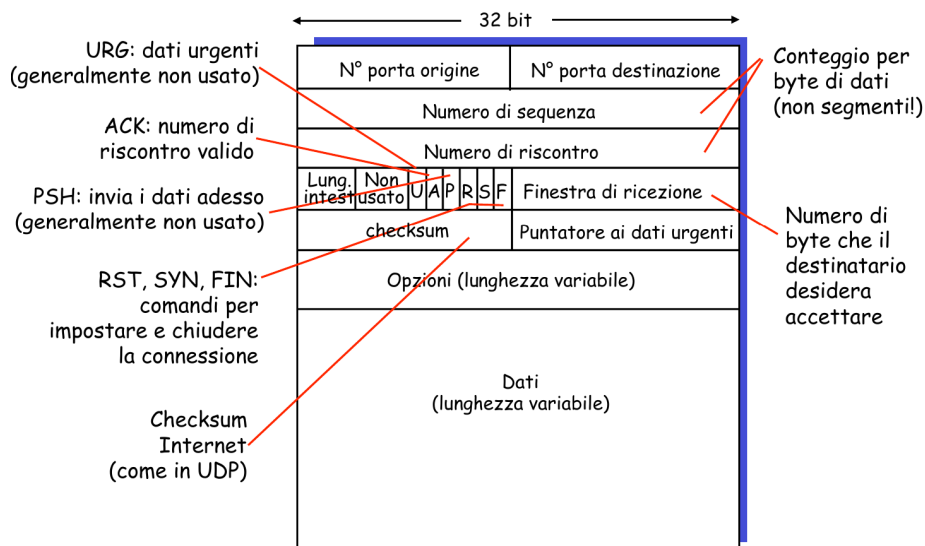 32 bit
URG: dati urgenti
(generalmente non usato)
ACK: numero di
riscontro valido
PSH: invia i dati adesso
(generalmente non usato)
RST, SYN, FIN:
comandi per
impostare e chiudere
la connessione
Checksum
Internet
(come in UDP)
N° porta origine
N° porta destinazione
Numero di sequenza
Numero di riscontro
Lung.
intest
Non
usato
U A P R S F
Finestra di ricezione
checksum
Puntatore ai dati urgenti
Opzioni (lunghezza variabile)
Dati
(lunghezza variabile)
Conteggio per
byte di dati
(non segmenti!)
Numero di
byte che il
destinatario
desidera
accettare